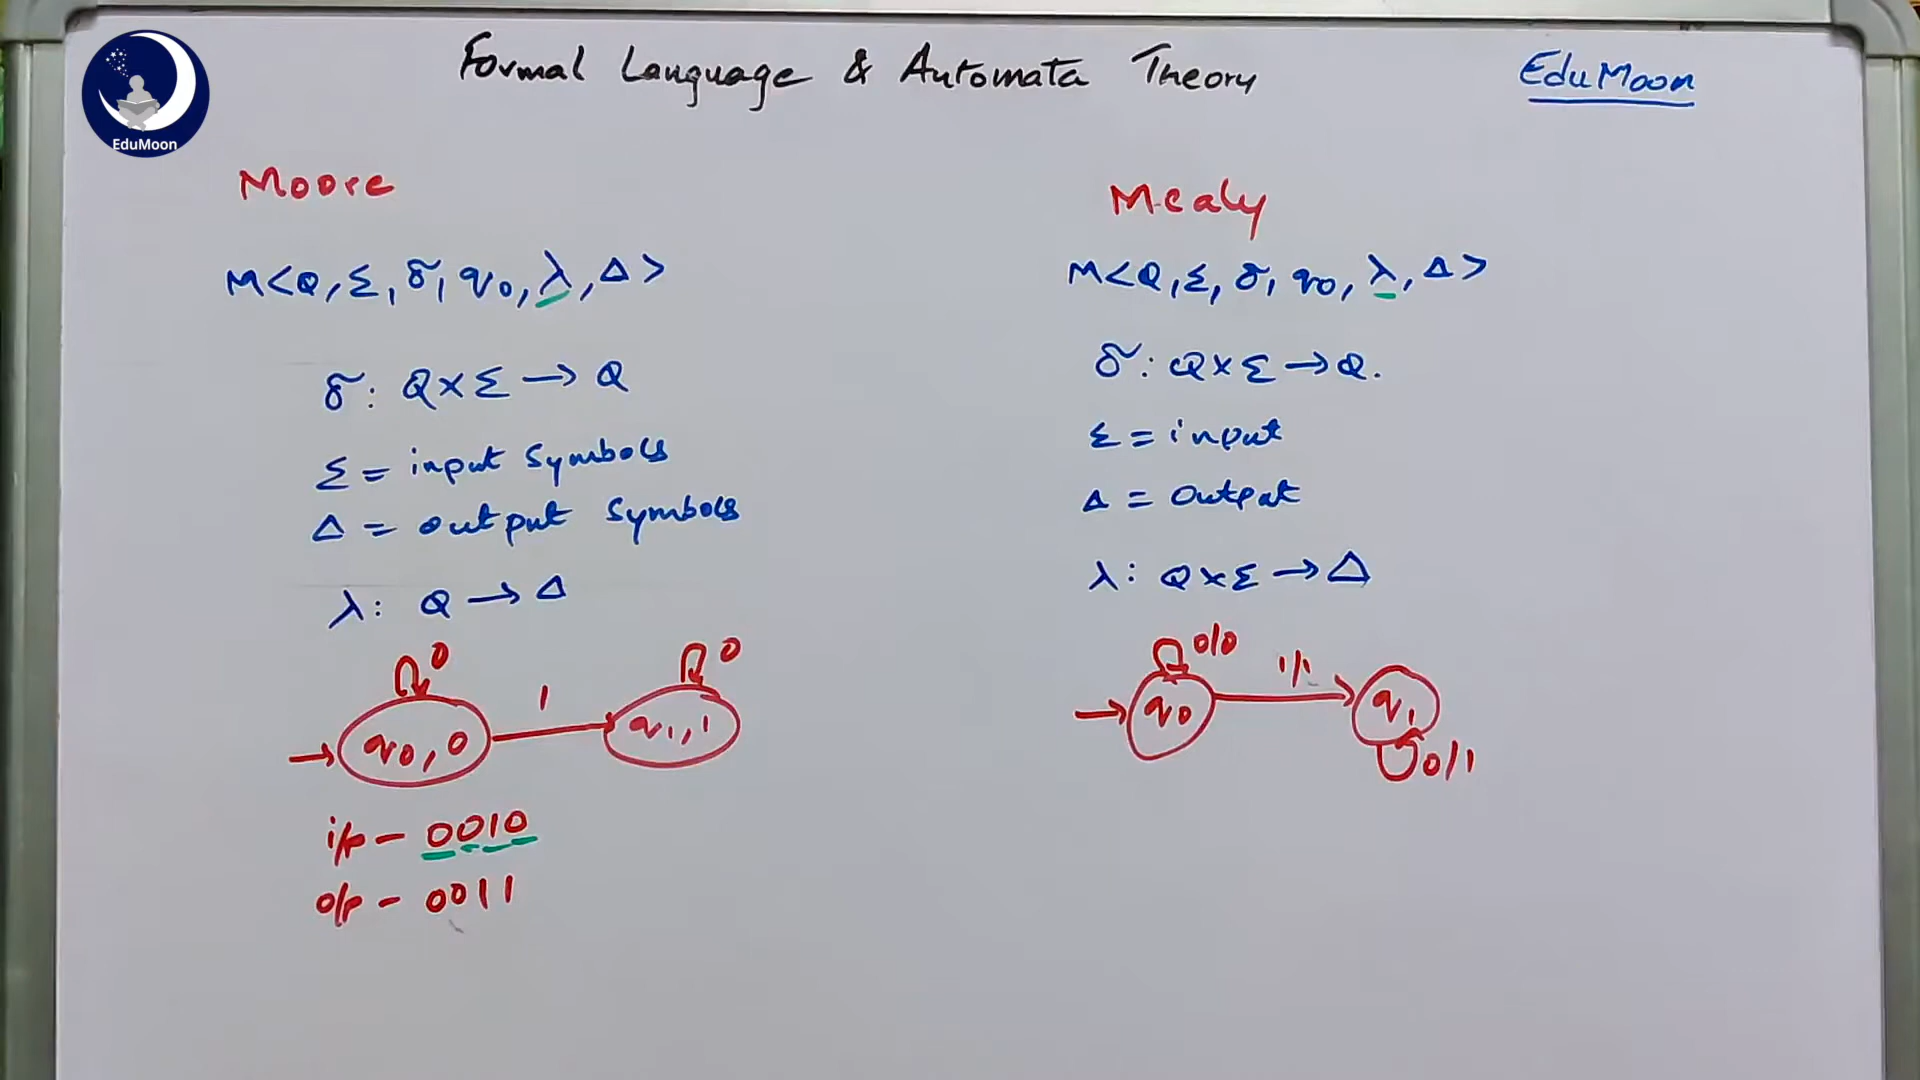 Formal Language & Automata Theory
EduMoon
EduMoon
Moore
M<Q, Σ, δ, q0, λ, Δ>
δ: Q×Σ → Q
Σ = input symbols
Δ = output symbols
λ: Q → Δ
0
0
1
q0, 0
q1, 1
i/p - 0010
o/p - 0011
Mealy
M<Q, Σ, δ, q0, λ, Δ>
δ: Q×Σ → Q.
Σ = input
Δ = output
λ: Q×Σ → Δ
0/0
1/1
q0
q1
0/1